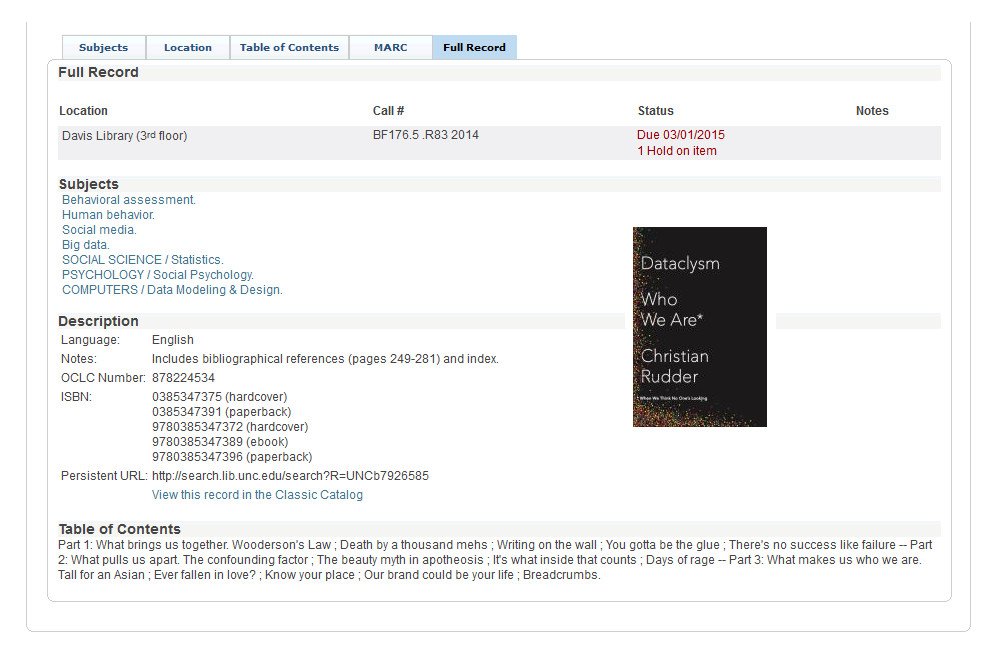 Subjects Location Table of Contents MARC Full Record
Full Record
Location Call # Status Notes
Davis Library (3rd floor) BF176.5 .R83 2014 Due 03/01/2015
1 Hold on item
Subjects
Behavioral assessment.
Human behavior.
Social media.
Big data.
SOCIAL SCIENCE / Statistics.
PSYCHOLOGY / Social Psychology.
COMPUTERS / Data Modeling & Design.
Dataclysm
Who
We Are*
Christian
Rudder
*When We Think No One's Looking
Description
Language: English
Notes: Includes bibliographical references (pages 249-281) and index.
OCLC Number: 878224534
ISBN: 0385347375 (hardcover)
0385347391 (paperback)
9780385347372 (hardcover)
9780385347389 (ebook)
9780385347396 (paperback)
Persistent URL: http://search.lib.unc.edu/search?R=UNCb7926585
View this record in the Classic Catalog
Table of Contents
Part 1: What brings us together. Wooderson's Law ; Death by a thousand mehs ; Writing on the wall ; You gotta be the glue ; There's no success like failure -- Part
2: What pulls us apart. The confounding factor ; The beauty myth in apotheosis ; It's what inside that counts ; Days of rage -- Part 3: What makes us who we are.
Tall for an Asian ; Ever fallen in love? ; Know your place ; Our brand could be your life ; Breadcrumbs.